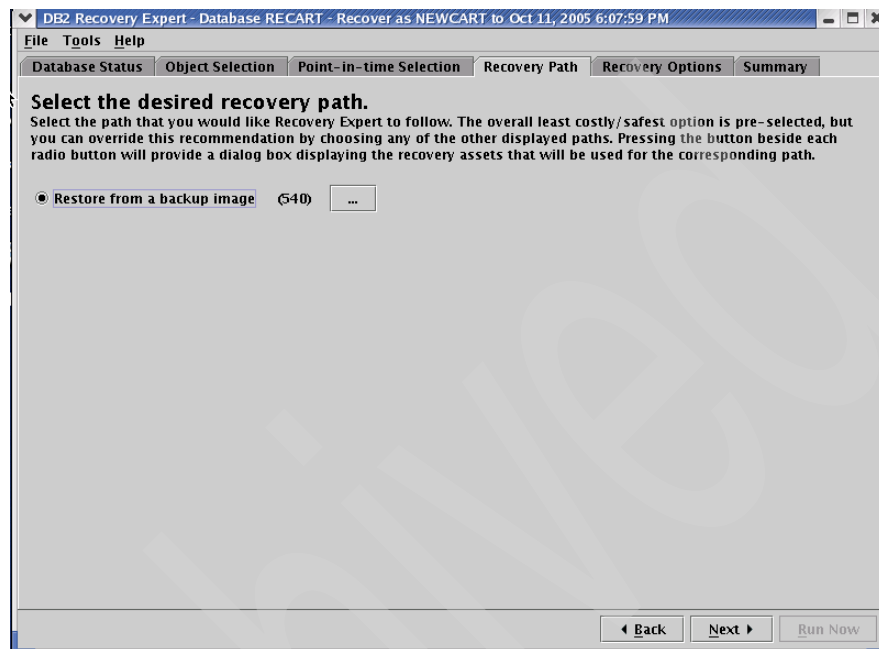 DB2 Recovery Expert - Database RECART - Recover as NEWCART to Oct 11, 2005 6:07:59 PM
File Tools Help
Database Status Object Selection Point-in-time Selection Recovery Path Recovery Options Summary
Select the desired recovery path.
Select the path that you would like Recovery Expert to follow. The overall least costly/safest option is pre-selected, but
you can override this recommendation by choosing any of the other displayed paths. Pressing the button beside each
radio button will provide a dialog box displaying the recovery assets that will be used for the corresponding path.
Restore from a backup image (540) ...
Back Next Run Now